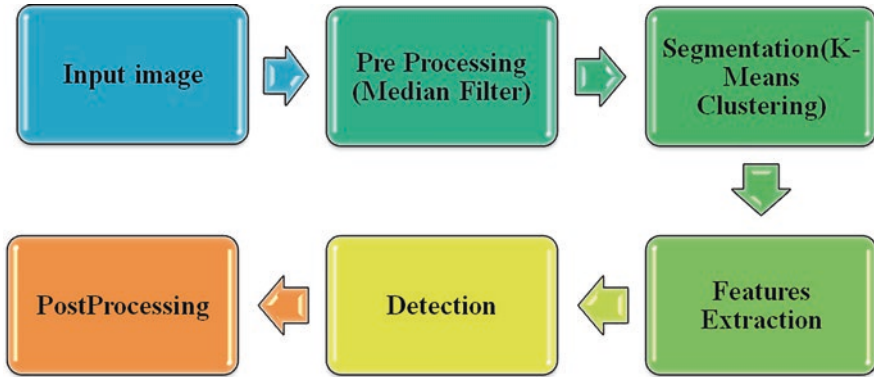 Input image
Pre Processing
(Median Filter)
Segmentation(K-
Means
Clustering)
Features
Extraction
Detection
PostProcessing